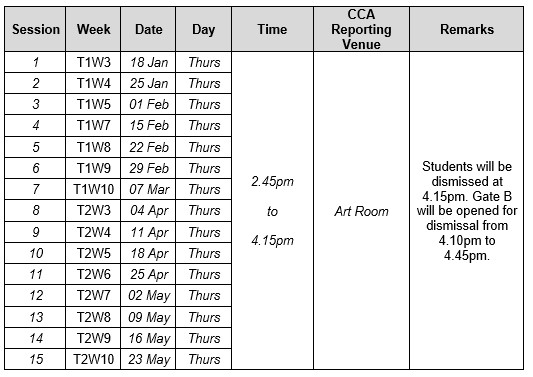 Session Week Date Day Time CCA Reporting Venue Remarks
1 T1W3 18 Jan Thurs
2 T1W4 25 Jan Thurs
3 T1W5 01 Feb Thurs
4 T1W7 15 Feb Thurs
5 T1W8 22 Feb Thurs
6 T1W9 29 Feb Thurs
7 T1W10 07 Mar Thurs
8 T2W3 04 Apr Thurs
9 T2W4 11 Apr Thurs
10 T2W5 18 Apr Thurs
11 T2W6 25 Apr Thurs
12 T2W7 02 May Thurs
13 T2W8 09 May Thurs
14 T2W9 16 May Thurs
15 T2W10 23 May Thurs
2.45pm
to
4.15pm
Art Room
Students will be
dismissed at
4.15pm. Gate B
will be opened for
dismissal from
4.10pm to
4.45pm.